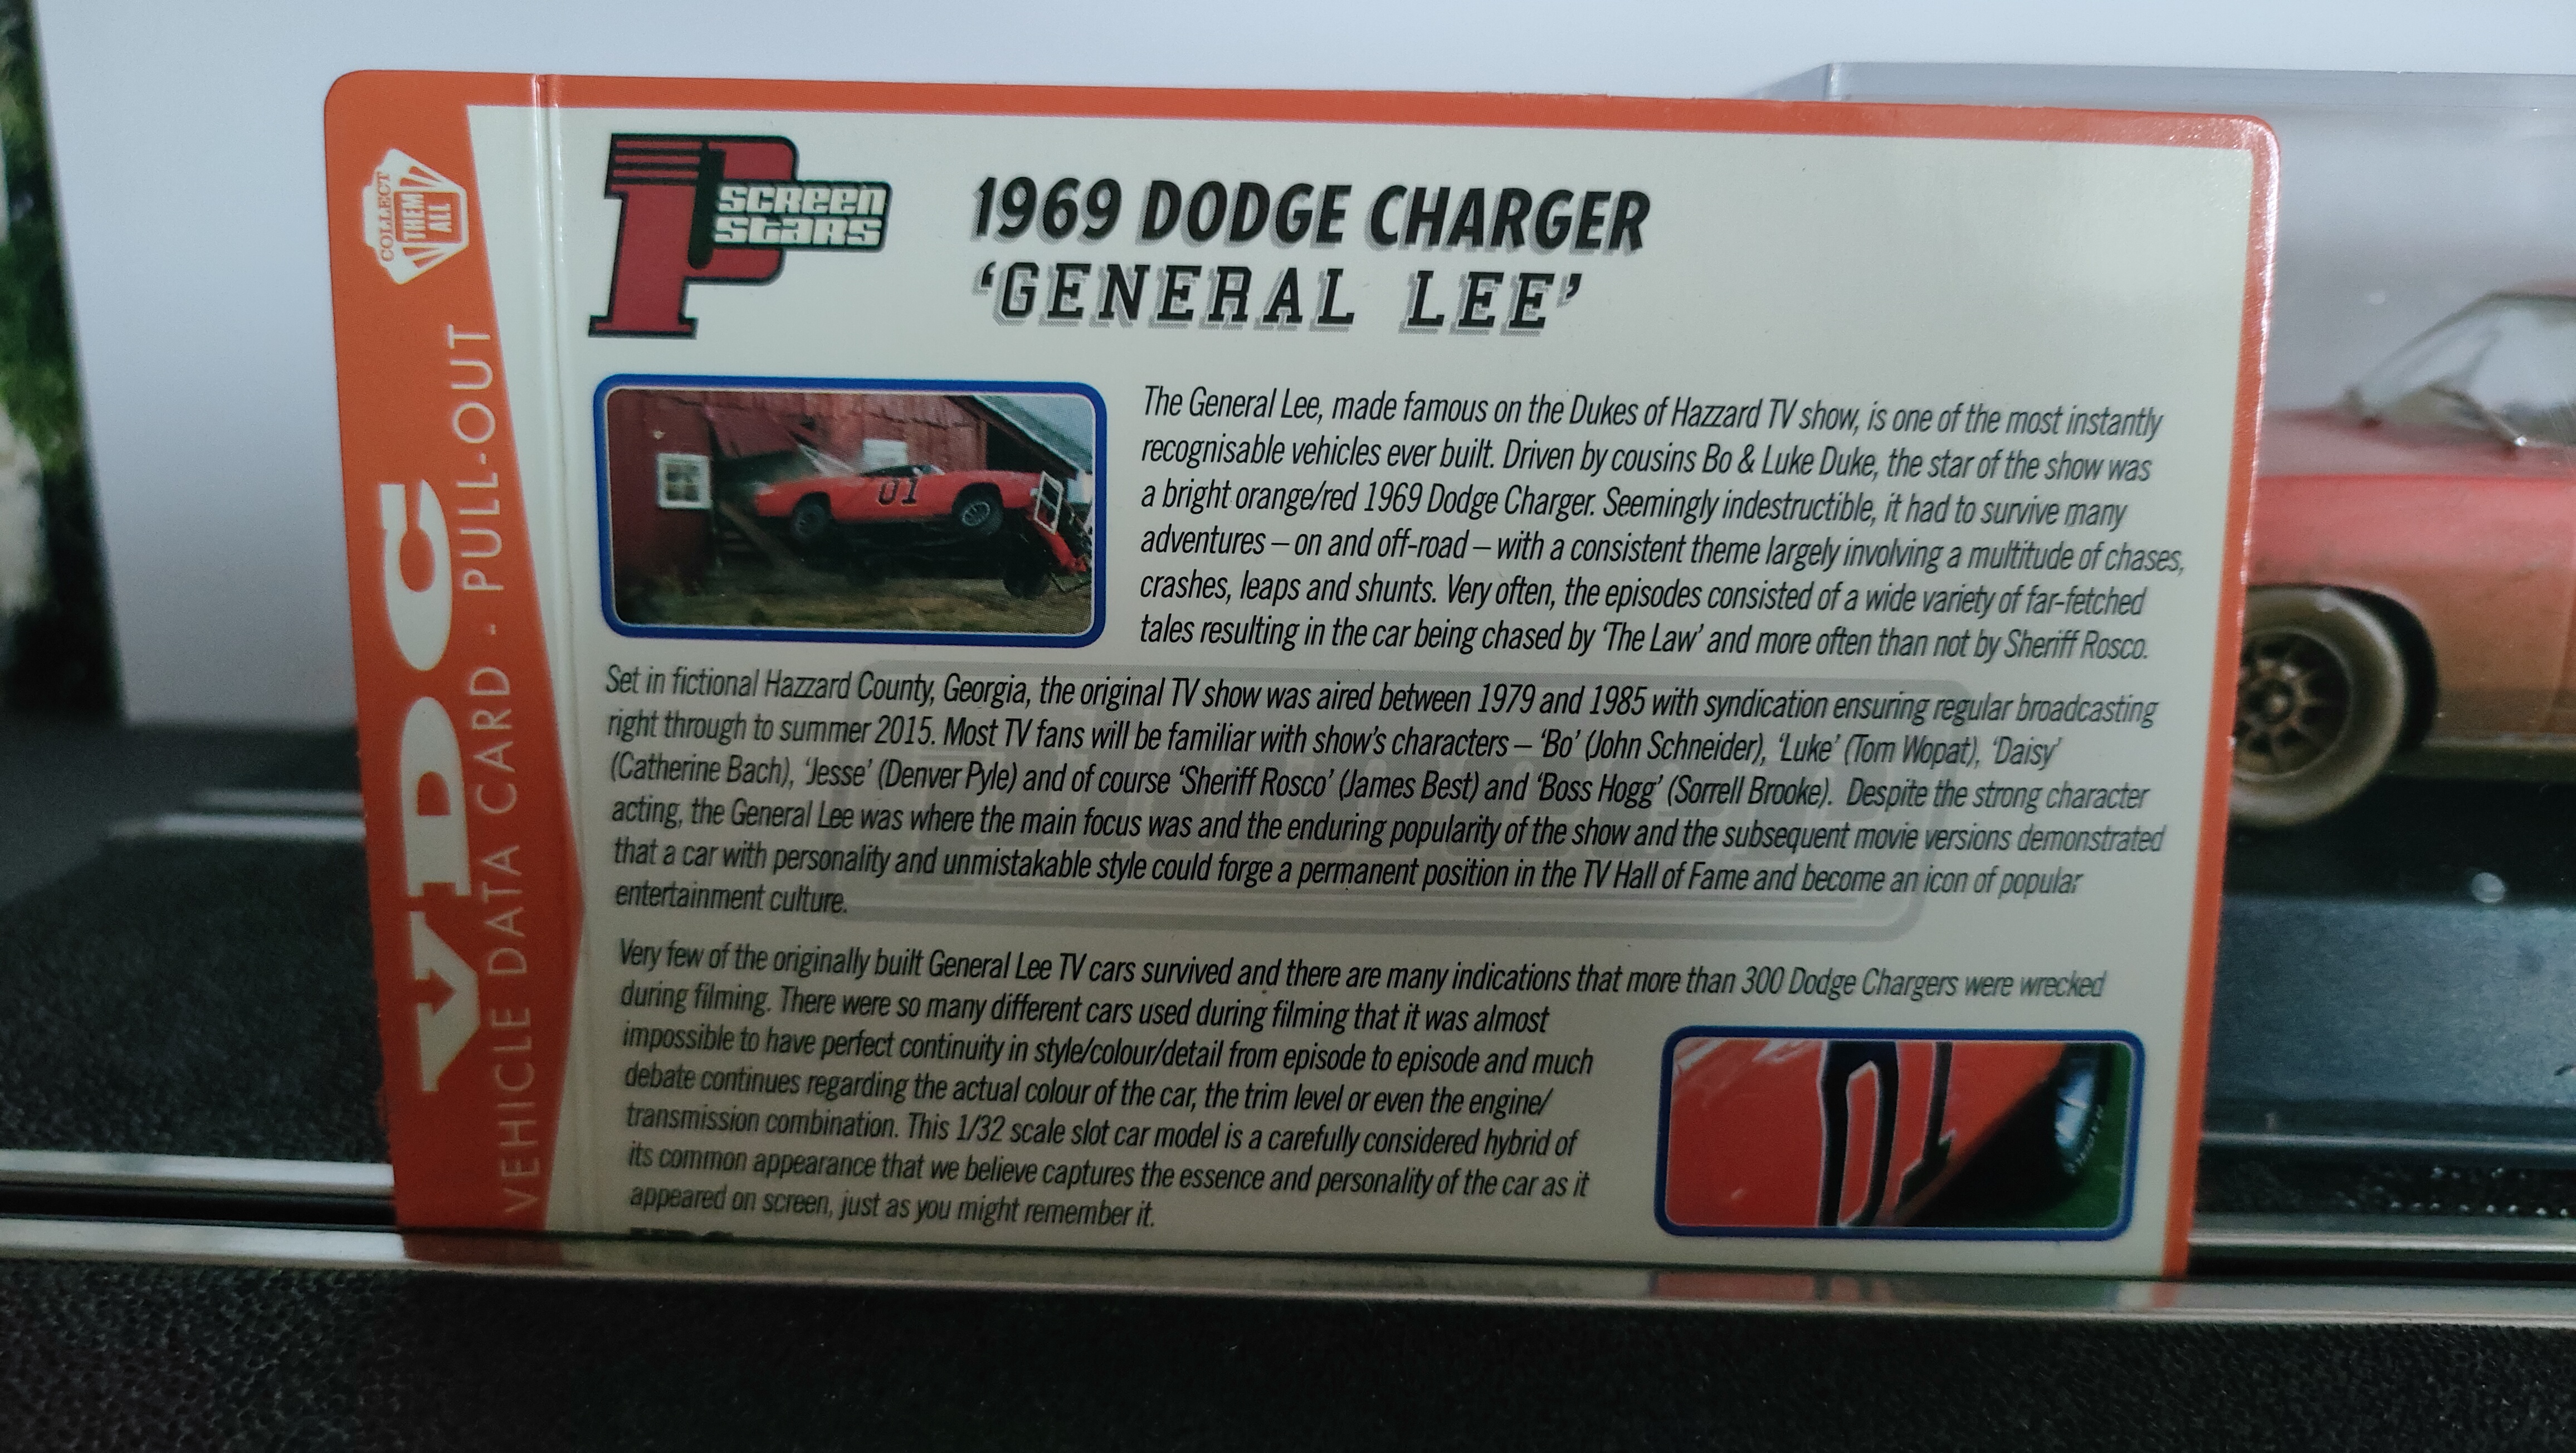 COLLECT
THEM
ALL
VDC
VEHICLE DATA CARD - PULL-OUT
P
SCREEN
STARS
1969 DODGE CHARGER
‘GENERAL LEE’
01
The General Lee, made famous on the Dukes of Hazzard TV show, is one of the most instantly
recognisable vehicles ever built. Driven by cousins Bo & Luke Duke, the star of the show was
a bright orange/red 1969 Dodge Charger. Seemingly indestructible, it had to survive many
adventures – on and off-road – with a consistent theme largely involving a multitude of chases,
crashes, leaps and shunts. Very often, the episodes consisted of a wide variety of far-fetched
tales resulting in the car being chased by ‘The Law’ and more often than not by Sheriff Rosco.
Set in fictional Hazzard County, Georgia, the original TV show was aired between 1979 and 1985 with syndication ensuring regular broadcasting
right through to summer 2015. Most TV fans will be familiar with show’s characters – ‘Bo’ (John Schneider), ‘Luke’ (Tom Wopat), ‘Daisy’
(Catherine Bach), ‘Jesse’ (Denver Pyle) and of course ‘Sheriff Rosco’ (James Best) and ‘Boss Hogg’ (Sorrell Brooke). Despite the strong character
acting, the General Lee was where the main focus was and the enduring popularity of the show and the subsequent movie versions demonstrated
that a car with personality and unmistakable style could forge a permanent position in the TV Hall of Fame and become an icon of popular
entertainment culture.
Very few of the originally built General Lee TV cars survived and there are many indications that more than 300 Dodge Chargers were wrecked
during filming. There were so many different cars used during filming that it was almost
impossible to have perfect continuity in style/colour/detail from episode to episode and much
debate continues regarding the actual colour of the car, the trim level or even the engine/
transmission combination. This 1/32 scale slot car model is a carefully considered hybrid of
its common appearance that we believe captures the essence and personality of the car as it
appeared on screen, just as you might remember it.